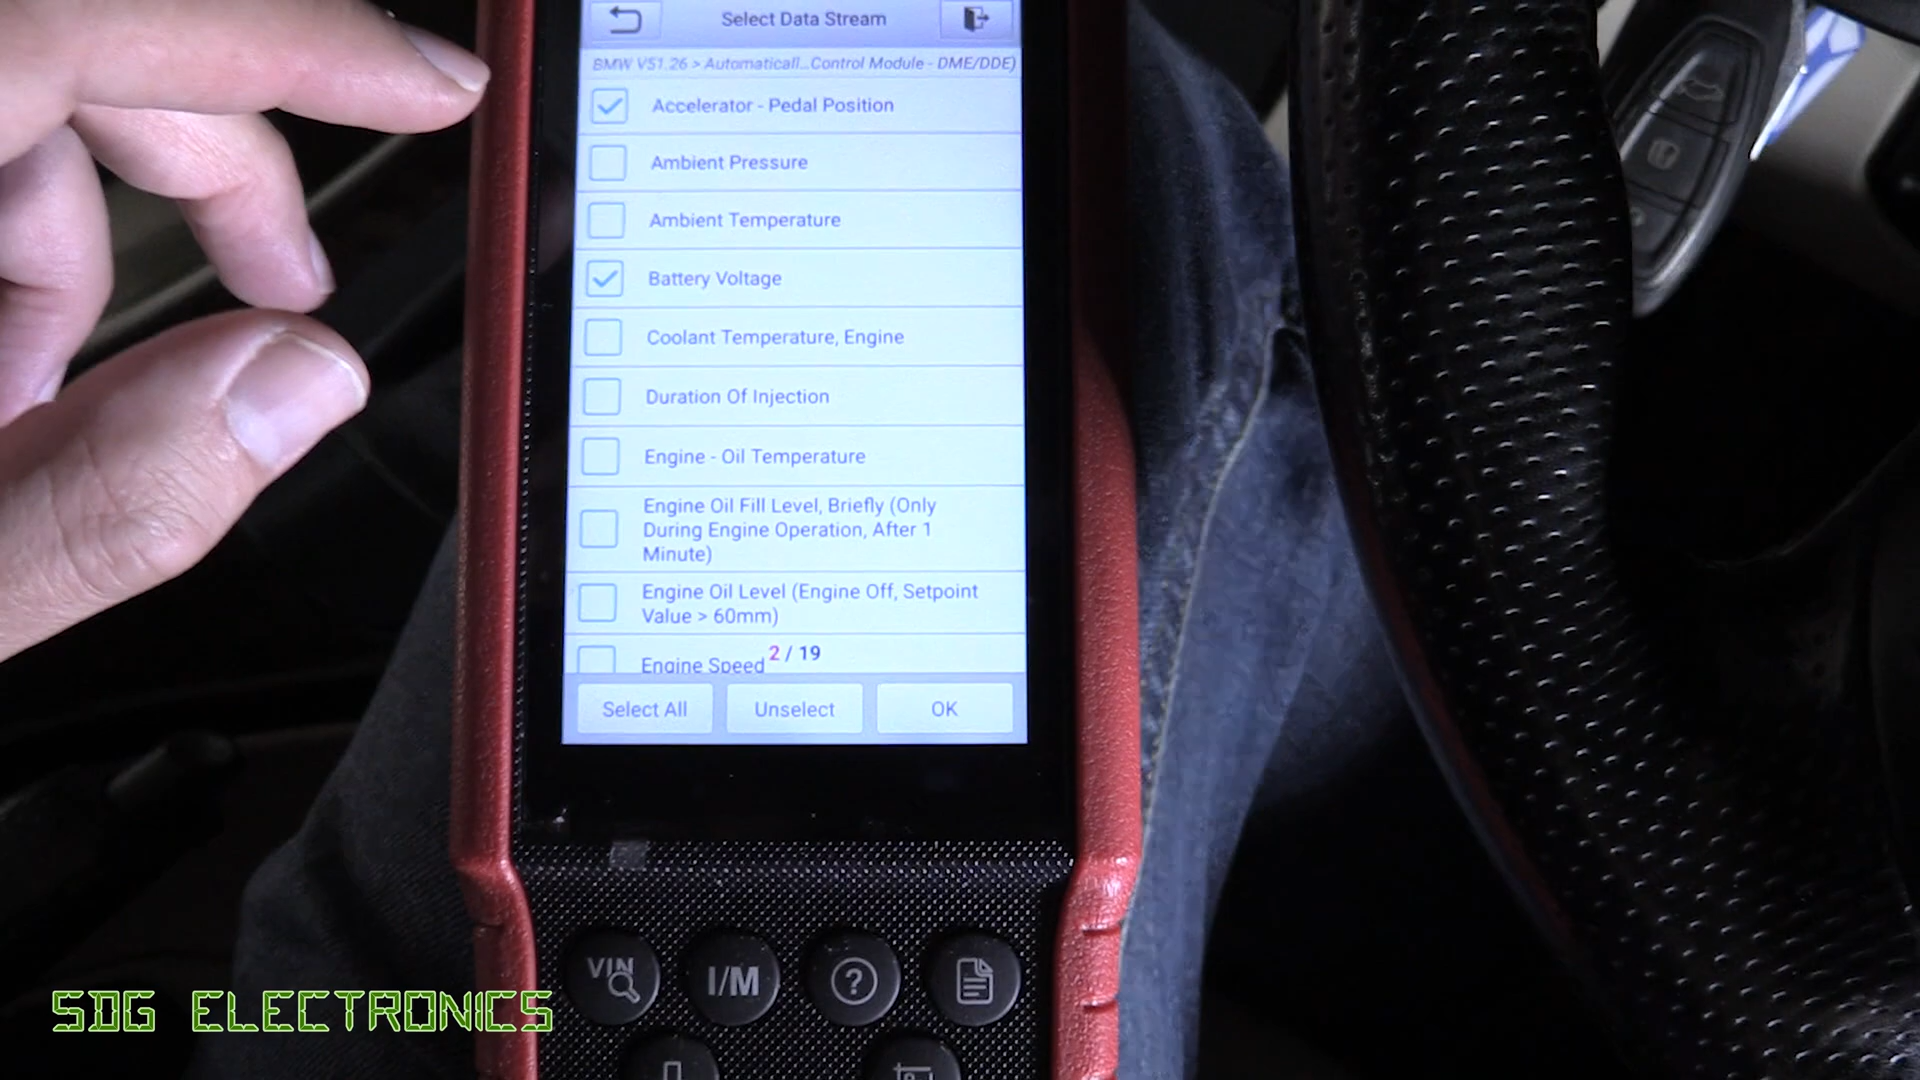 Select Data Stream
BMW V51.26 > Automaticall...Control Module - DME/DDE)
Accelerator - Pedal Position
Ambient Pressure
Ambient Temperature
Battery Voltage
Coolant Temperature, Engine
Duration Of Injection
Engine - Oil Temperature
Engine Oil Fill Level, Briefly (Only
During Engine Operation, After 1
Minute)
Engine Oil Level (Engine Off, Setpoint
Value > 60mm)
Engine Speed
2 / 19
Select All
Unselect
OK
VIN
I/M
?
SDG ELECTRONICS